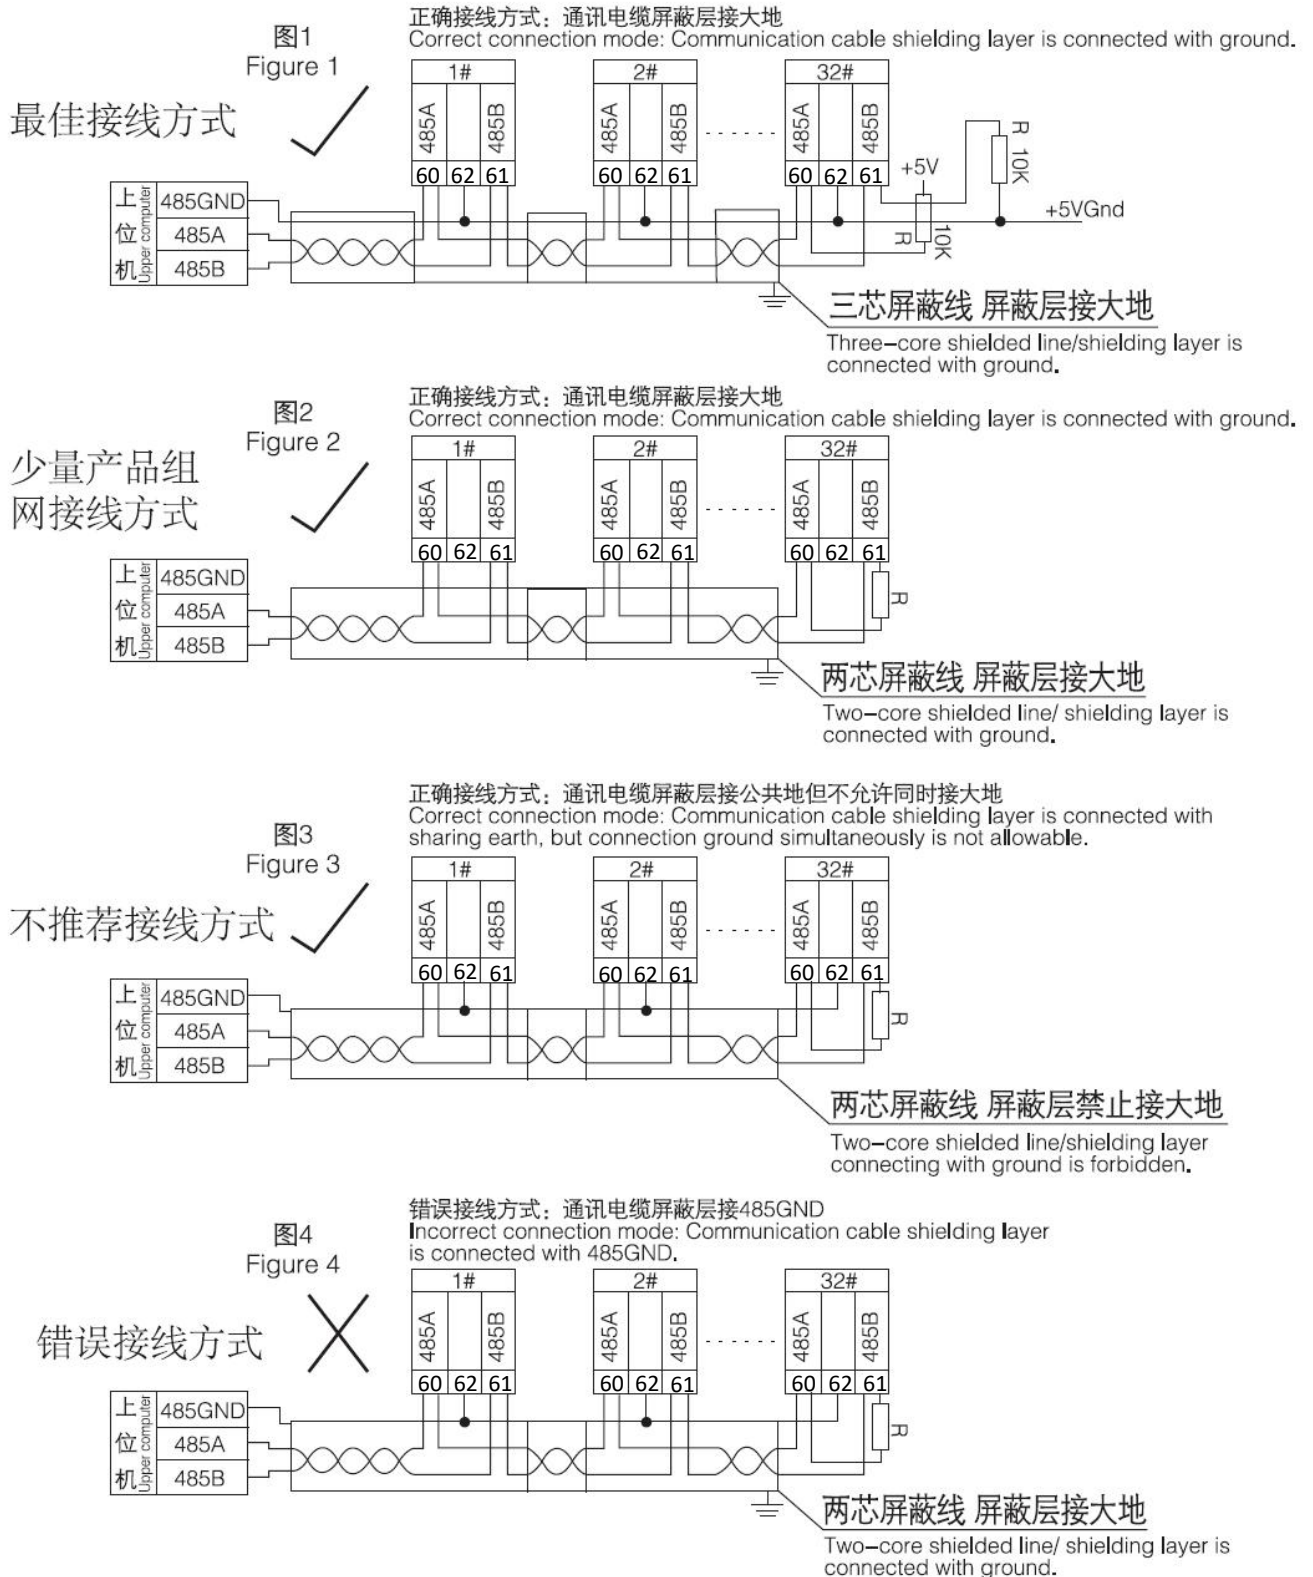 图1
Figure 1
正确接线方式：通讯电缆屏蔽层接大地
Correct connection mode: Communication cable shielding layer is connected with ground.
最佳接线方式
1#
2#
32#
485A
485B
485A
485B
485A
485B
60 62 61
60 62 61
60 62 61
上位机
Upper computer
485GND
485A
485B
+5V
R 10K
R 10K
+5VGnd
三芯屏蔽线 屏蔽层接大地
Three-core shielded line/shielding layer is
connected with ground.
图2
Figure 2
正确接线方式：通讯电缆屏蔽层接大地
Correct connection mode: Communication cable shielding layer is connected with ground.
少量产品组
网接线方式
1#
2#
32#
485A
485B
485A
485B
485A
485B
60 62 61
60 62 61
60 62 61
上位机
Upper computer
485GND
485A
485B
R
两芯屏蔽线 屏蔽层接大地
Two-core shielded line/ shielding layer is
connected with ground.
图3
Figure 3
正确接线方式：通讯电缆屏蔽层接公共地但不允许同时接大地
Correct connection mode: Communication cable shielding layer is connected with
sharing earth, but connection ground simultaneously is not allowable.
不推荐接线方式
1#
2#
32#
485A
485B
485A
485B
485A
485B
60 62 61
60 62 61
60 62 61
上位机
Upper computer
485GND
485A
485B
R
两芯屏蔽线 屏蔽层禁止接大地
Two-core shielded line/shielding layer
connecting with ground is forbidden.
图4
Figure 4
错误接线方式：通讯电缆屏蔽层接485GND
Incorrect connection mode: Communication cable shielding layer
is connected with 485GND.
错误接线方式
1#
2#
32#
485A
485B
485A
485B
485A
485B
60 62 61
60 62 61
60 62 61
上位机
Upper computer
485GND
485A
485B
R
两芯屏蔽线 屏蔽层接大地
Two-core shielded line/ shielding layer is
connected with ground.